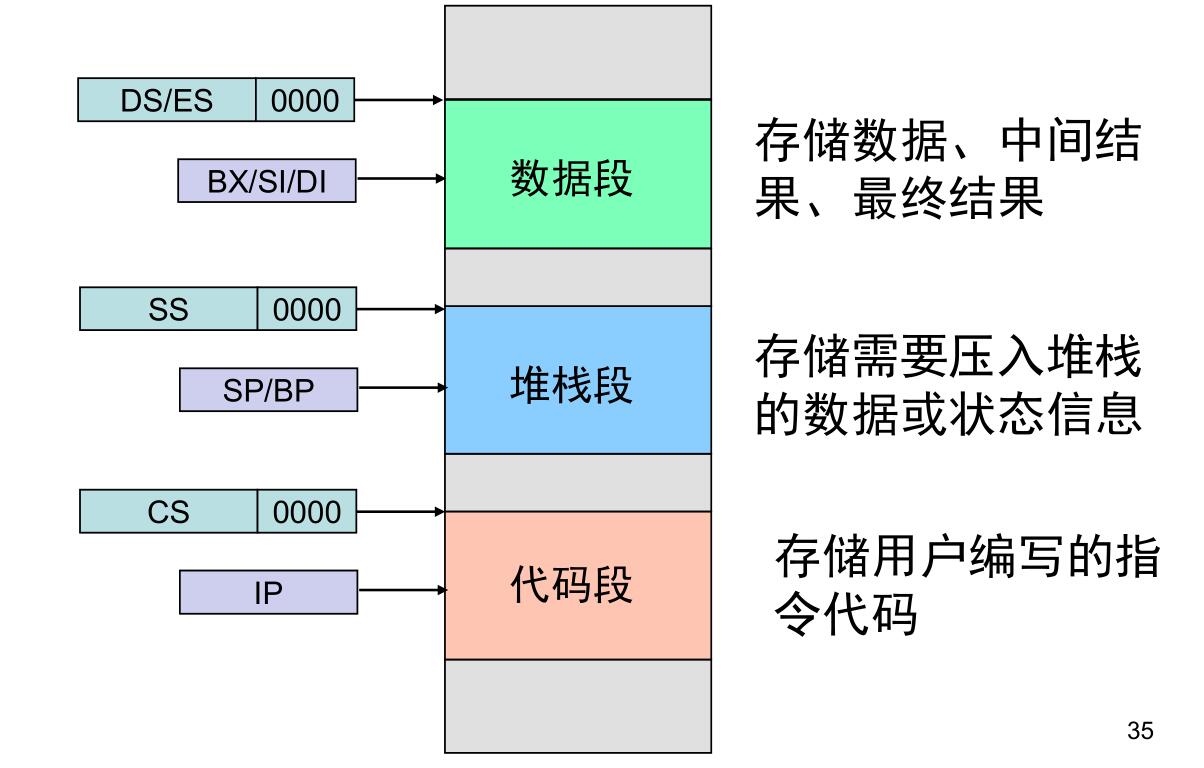 DS/ES 0000
BX/SI/DI
数据段
存储数据、中间结
果、最终结果
SS 0000
SP/BP
堆栈段
存储需要压入堆栈
的数据或状态信息
CS 0000
IP
代码段
存储用户编写的指
令代码
35